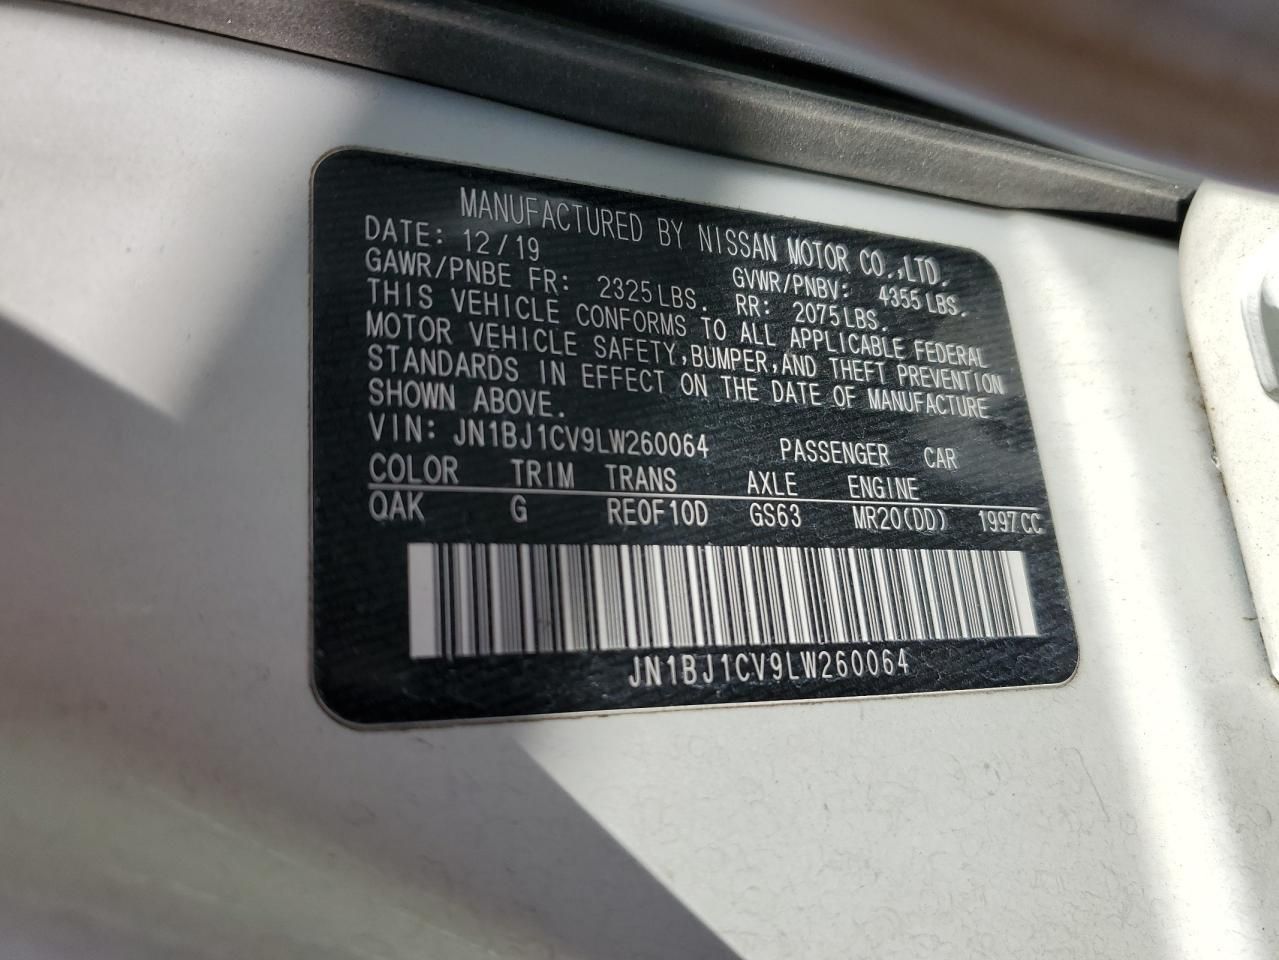 MANUFACTURED BY NISSAN MOTOR CO.,LTD.
DATE: 12/19 GVWR/PNBV: 4355LBS.
GAWR/PNBE FR: 2325LBS. RR: 2075LBS.
THIS VEHICLE CONFORMS TO ALL APPLICABLE FEDERAL
MOTOR VEHICLE SAFETY,BUMPER,AND THEFT PREVENTION
STANDARDS IN EFFECT ON THE DATE OF MANUFACTURE
SHOWN ABOVE.
VIN: JN1BJ1CV9LW260064 PASSENGER CAR
COLOR TRIM TRANS AXLE ENGINE
QAK G RE0F10D GS63 MR20(DD) 1997CC
JN1BJ1CV9LW260064